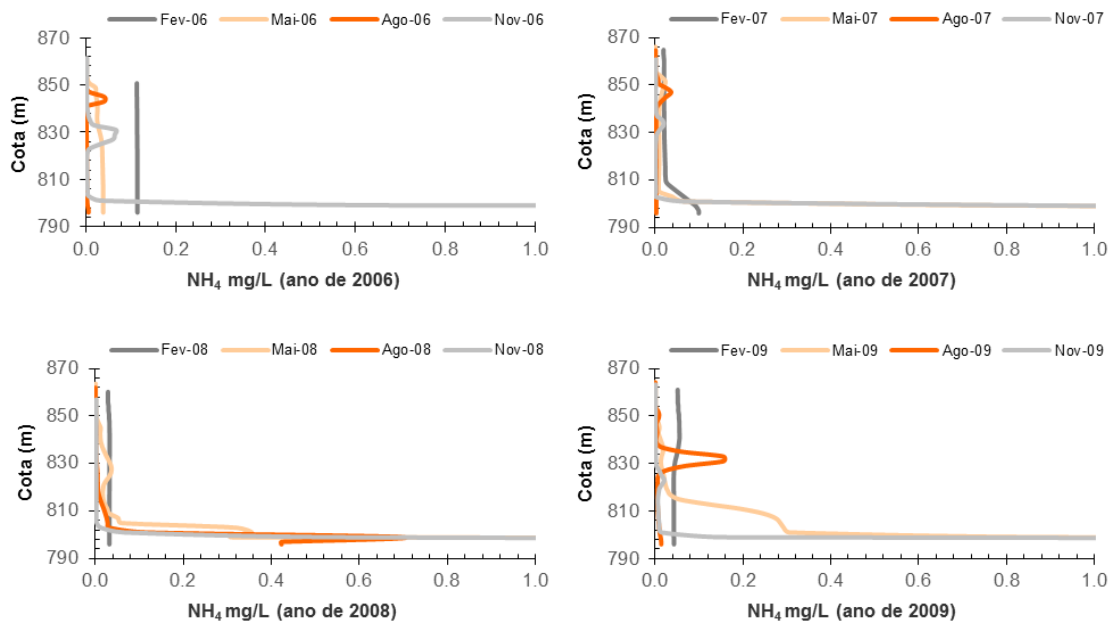 Fev-06 Mai-06 Ago-06 Nov-06
870
850
830
810
790
Cota (m)
0.0 0.2 0.4 0.6 0.8 1.0
NH₄ mg/L (ano de 2006)
Fev-07 Mai-07 Ago-07 Nov-07
870
850
830
810
790
Cota (m)
0.0 0.2 0.4 0.6 0.8 1.0
NH₄ mg/L (ano de 2007)
Fev-08 Mai-08 Ago-08 Nov-08
870
850
830
810
790
Cota (m)
0.0 0.2 0.4 0.6 0.8 1.0
NH₄ mg/L (ano de 2008)
Fev-09 Mai-09 Ago-09 Nov-09
870
850
830
810
790
Cota (m)
0.0 0.2 0.4 0.6 0.8 1.0
NH₄ mg/L (ano de 2009)